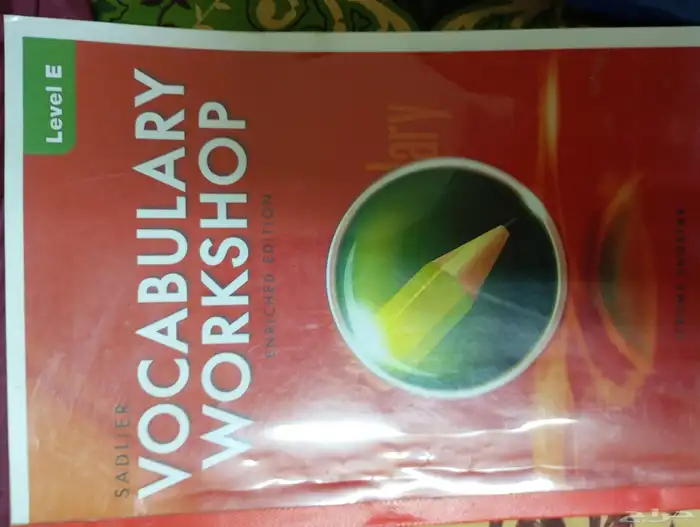 Level E
SADLIER
VOCABULARY
WORKSHOP
ENRICHED EDITION